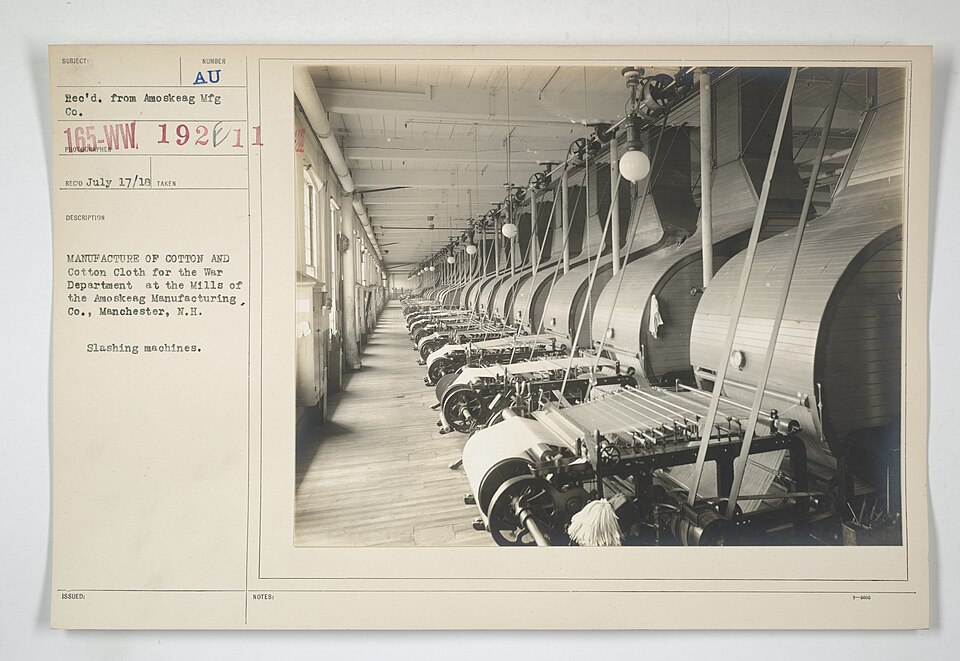 SUBJECT:
NUMBER
AU
Rec'd. from Amoskeag Mfg
Co.
165-WW 192E11
PHOTOGRAPHER
REC'D July 17/18 TAKEN
DESCRIPTION
MANUFACTURE OF COTTON AND
Cotton Cloth for the War
Department at the Mills of
the Amoskeag Manufacturing
Co., Manchester, N.H.
Slashing machines.
ISSUED:
NOTES: